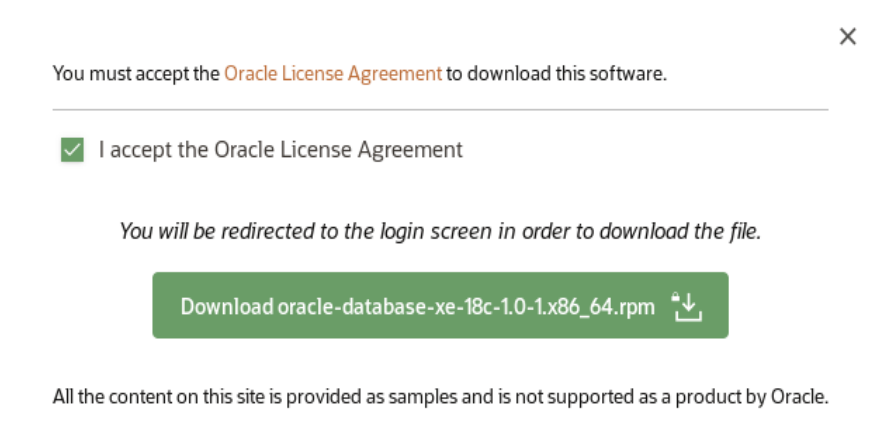 You must accept the Oracle License Agreement to download this software.
I accept the Oracle License Agreement
You will be redirected to the login screen in order to download the file.
Download oracle-database-xe-18c-1.0-1.x86_64.rpm
All the content on this site is provided as samples and is not supported as a product by Oracle.